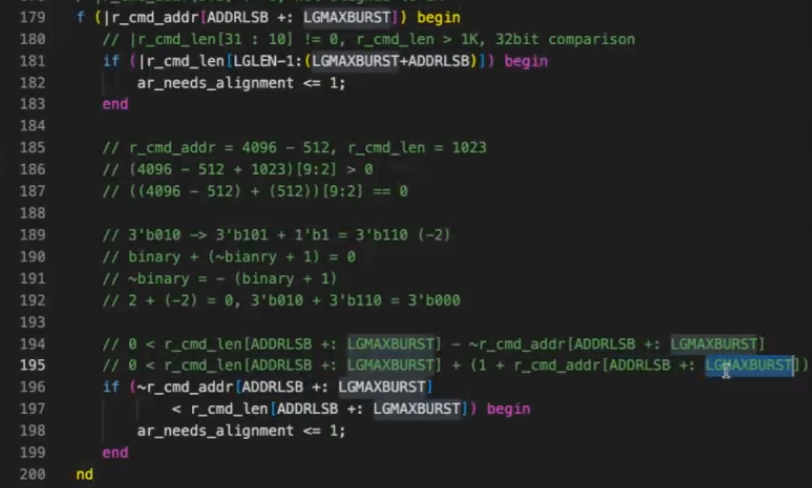 179 f (|r_cmd_addr[ADDRLSB +: LGMAXBURST]) begin
180 // |r_cmd_len[31 : 10] != 0, r_cmd_len > 1K, 32bit comparison
181 if (|r_cmd_len[LGLEN-1:(LGMAXBURST+ADDRLSB)]) begin
182 ar_needs_alignment <= 1;
183 end
184
185 // r_cmd_addr = 4096 - 512, r_cmd_len = 1023
186 // (4096 - 512 + 1023)[9:2] > 0
187 // ((4096 - 512) + (512))[9:2] == 0
188
189 // 3'b010 -> 3'b101 + 1'b1 = 3'b110 (-2)
190 // binary + (~bianry + 1) = 0
191 // ~binary = - (binary + 1)
192 // 2 + (-2) = 0, 3'b010 + 3'b110 = 3'b000
193
194 // 0 < r_cmd_len[ADDRLSB +: LGMAXBURST] - ~r_cmd_addr[ADDRLSB +: LGMAXBURST]
195 // 0 < r_cmd_len[ADDRLSB +: LGMAXBURST] + (1 + r_cmd_addr[ADDRLSB +: LGMAXBURST])
196 if (~r_cmd_addr[ADDRLSB +: LGMAXBURST]
197 < r_cmd_len[ADDRLSB +: LGMAXBURST]) begin
198 ar_needs_alignment <= 1;
199 end
200 nd